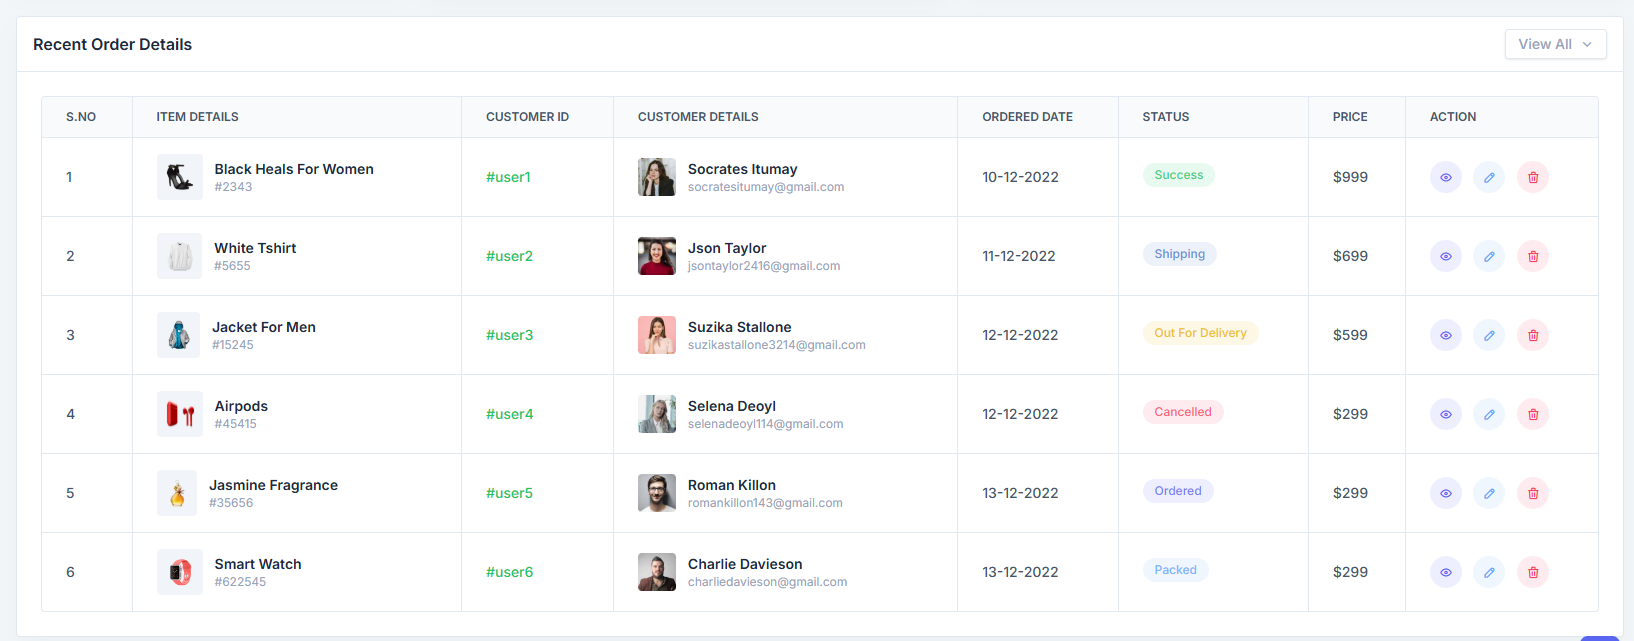 Recent Order Details
View All
S.NO ITEM DETAILS CUSTOMER ID CUSTOMER DETAILS ORDERED DATE STATUS PRICE ACTION
1 Black Heals For Women #user1 Socrates Itumay 10-12-2022 Success $999
#2343 socratesitumay@gmail.com
2 White Tshirt #user2 Json Taylor 11-12-2022 Shipping $699
#5655 jsontaylor2416@gmail.com
3 Jacket For Men #user3 Suzika Stallone 12-12-2022 Out For Delivery $599
#15245 suzikastallone3214@gmail.com
4 Airpods #user4 Selena Deoyl 12-12-2022 Cancelled $299
#45415 selenadeoyl114@gmail.com
5 Jasmine Fragrance #user5 Roman Killon 13-12-2022 Ordered $299
#35656 romankillon143@gmail.com
6 Smart Watch #user6 Charlie Davieson 13-12-2022 Packed $299
#622545 charliedavieson@gmail.com